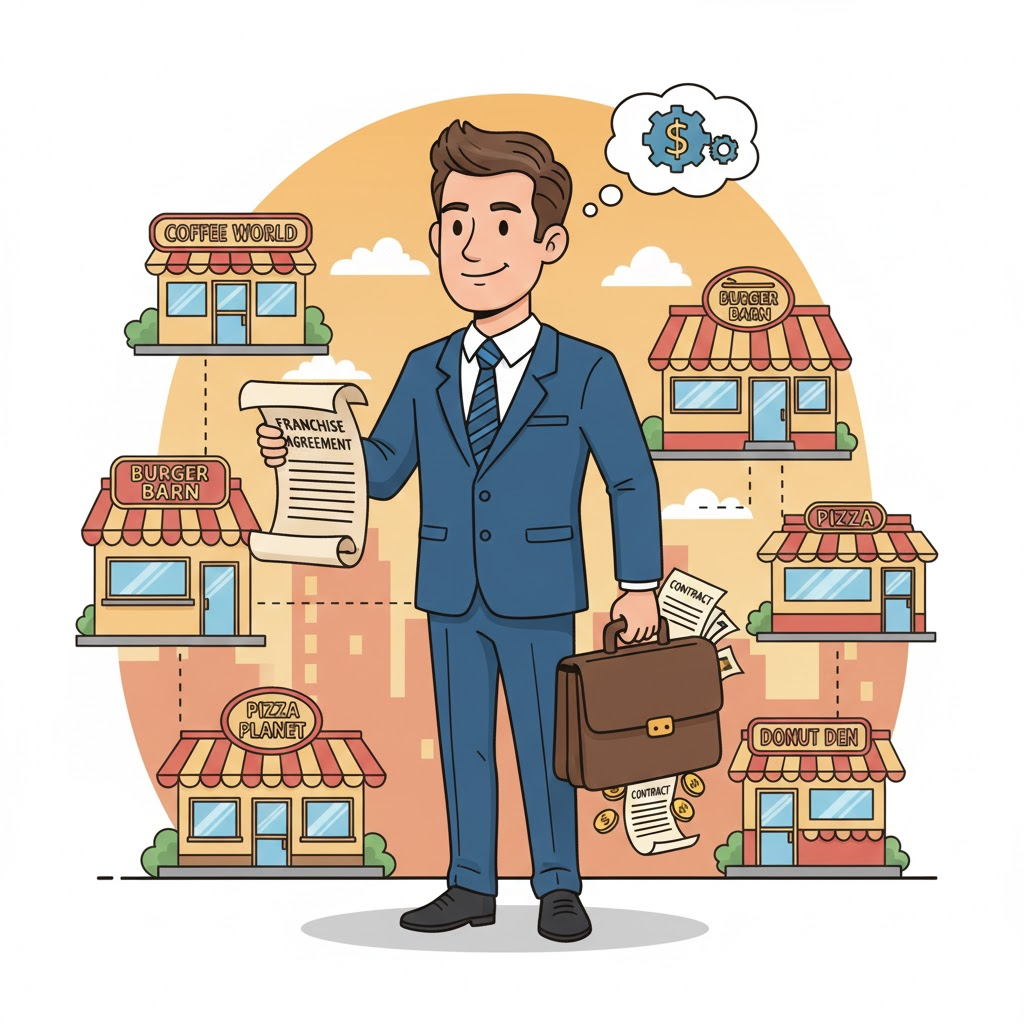 $
COFFEE WORLD
BURGER
BARN
FRANCHISE
AGREEMENT
BURGER
BARN
PIZZA
CONTRACT
PIZZA
PLANET
DONUT DEN
CONTRACT
$
$
$